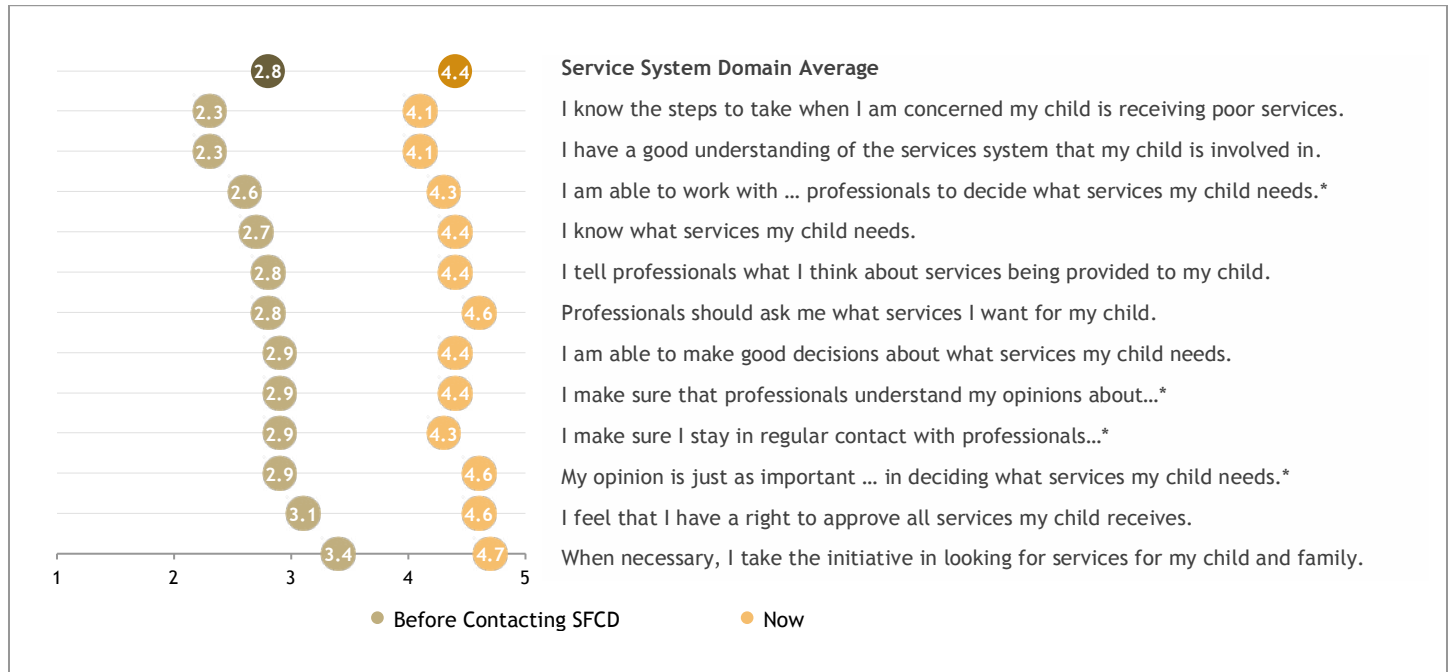 2.8 4.4 Service System Domain Average
2.3 4.1 I know the steps to take when I am concerned my child is receiving poor services.
2.3 4.1 I have a good understanding of the services system that my child is involved in.
2.6 4.3 I am able to work with … professionals to decide what services my child needs.*
2.7 4.4 I know what services my child needs.
2.8 4.4 I tell professionals what I think about services being provided to my child.
2.8 4.6 Professionals should ask me what services I want for my child.
2.9 4.4 I am able to make good decisions about what services my child needs.
2.9 4.4 I make sure that professionals understand my opinions about…*
2.9 4.3 I make sure I stay in regular contact with professionals…*
2.9 4.6 My opinion is just as important … in deciding what services my child needs.*
3.1 4.6 I feel that I have a right to approve all services my child receives.
3.4 4.7 When necessary, I take the initiative in looking for services for my child and family.
1 2 3 4 5
Before Contacting SFCD Now